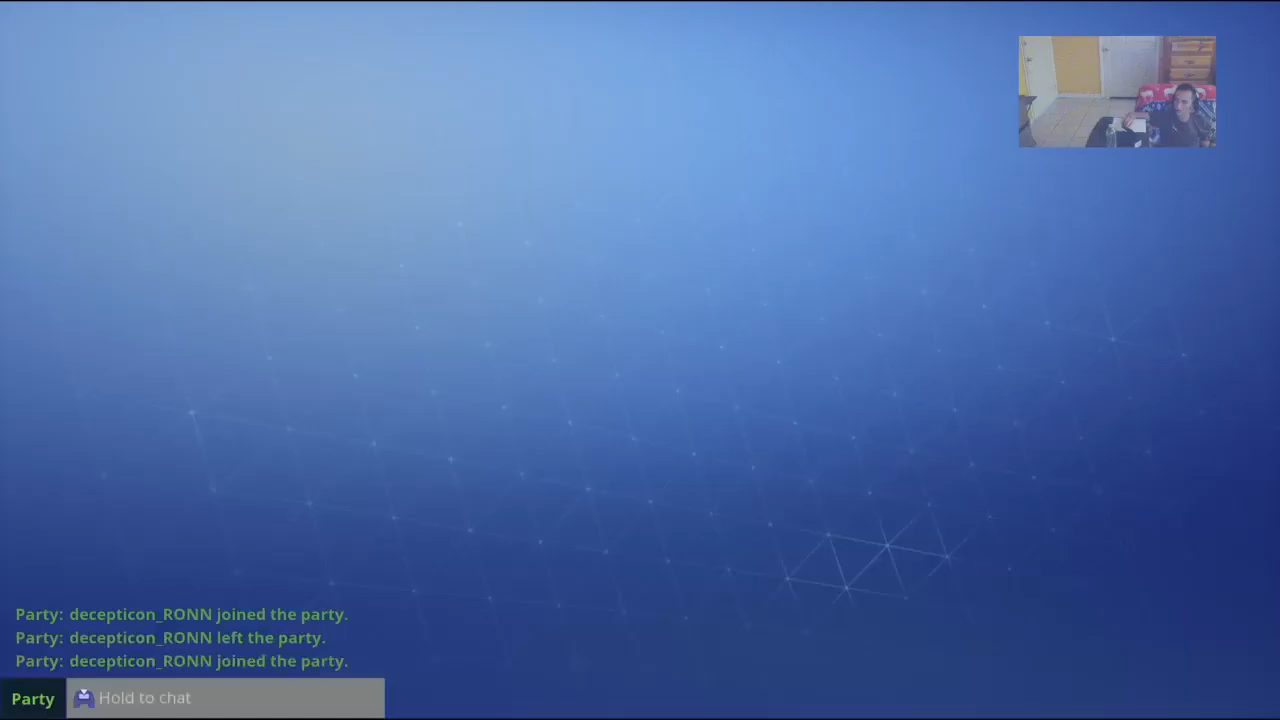 Party: decepticon_RONN joined the party.
Party: decepticon_RONN left the party.
Party: decepticon_RONN joined the party.
Party Hold to chat